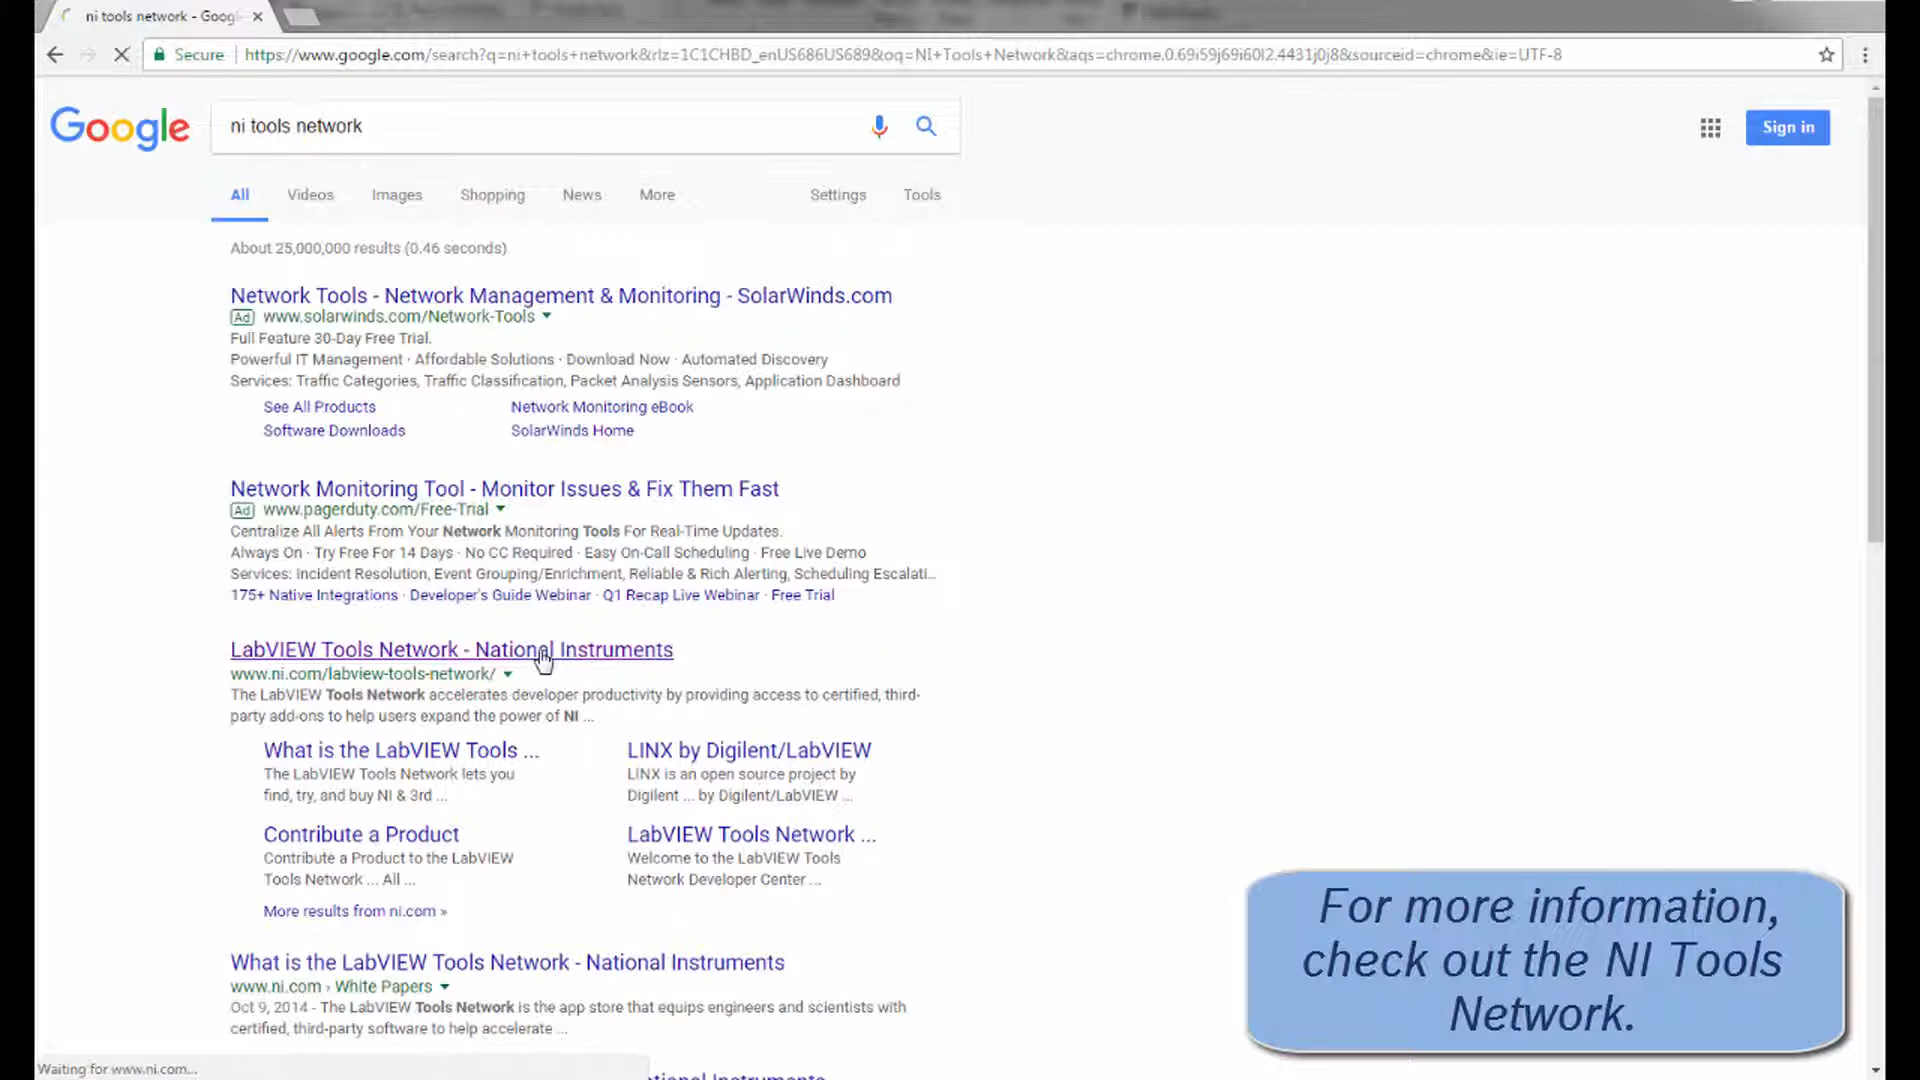 ni tools network - Googl
Secure https://www.google.com/search?q=ni+tools+network&rlz=1C1CHBD_enUS686US689&oq=NI+Tools+Network&aqs=chrome.0.69i59j69i60l2.4431j0j8&sourceid=chrome&ie=UTF-8
Google ni tools network Sign in
All Videos Images Shopping News More Settings Tools
About 25,000,000 results (0.46 seconds)
Network Tools - Network Management & Monitoring - SolarWinds.com
Ad www.solarwinds.com/Network-Tools
Full Feature 30-Day Free Trial.
Powerful IT Management · Affordable Solutions · Download Now · Automated Discovery
Services: Traffic Categories, Traffic Classification, Packet Analysis Sensors, Application Dashboard
See All Products Network Monitoring eBook
Software Downloads SolarWinds Home
Network Monitoring Tool - Monitor Issues & Fix Them Fast
Ad www.pagerduty.com/Free-Trial
Centralize All Alerts From Your Network Monitoring Tools For Real-Time Updates.
Always On · Try Free For 14 Days · No CC Required · Easy On-Call Scheduling · Free Live Demo
Services: Incident Resolution, Event Grouping/Enrichment, Reliable & Rich Alerting, Scheduling Escalati...
175+ Native Integrations · Developer's Guide Webinar · Q1 Recap Live Webinar · Free Trial
LabVIEW Tools Network - National Instruments
www.ni.com/labview-tools-network/
The LabVIEW Tools Network accelerates developer productivity by providing access to certified, third-
party add-ons to help users expand the power of NI ...
What is the LabVIEW Tools ...
The LabVIEW Tools Network lets you
find, try, and buy NI & 3rd ...
LINX by Digilent/LabVIEW
LINX is an open source project by
Digilent ... by Digilent/LabVIEW ...
Contribute a Product
Contribute a Product to the LabVIEW
Tools Network ... All ...
LabVIEW Tools Network ...
Welcome to the LabVIEW Tools
Network Developer Center ...
More results from ni.com »
What is the LabVIEW Tools Network - National Instruments
www.ni.com › White Papers
Oct 9, 2014 - The LabVIEW Tools Network is the app store that equips engineers and scientists with
certified, third-party software to help accelerate ...
For more information,
check out the NI Tools
Network.
Waiting for www.ni.com...